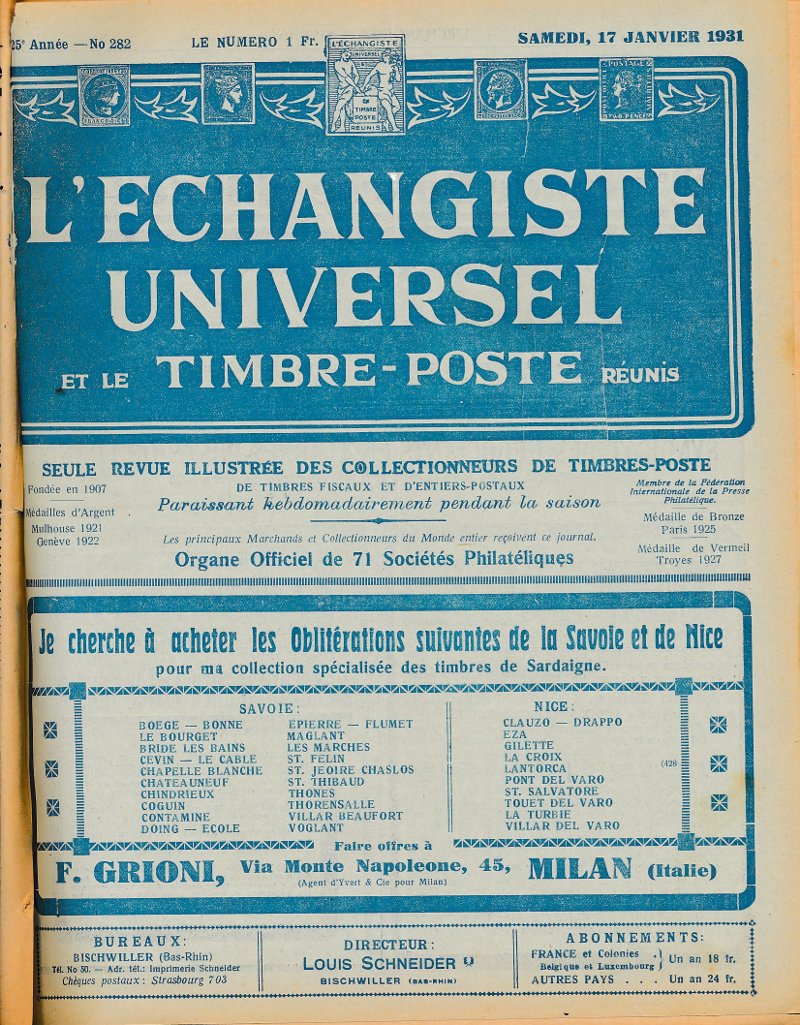 25e Année — No 282
LE NUMERO 1 Fr.
SAMEDI, 17 JANVIER 1931
L'ÉCHANGISTE
UNIVERSEL
ET LE
TIMBRE
POSTE
REUNIS
POSTAGE
L'ECHANGISTE
UNIVERSEL
ET LE TIMBRE-POSTE RÉUNIS
SEULE REVUE ILLUSTRÉE DES COLLECTIONNEURS DE TIMBRES-POSTE
DE TIMBRES FISCAUX ET D'ENTIERS-POSTAUX
Paraissant hebdomadairement pendant la saison
Fondée en 1907
Médailles d'Argent
Mulhouse 1921
Genève 1922
Les principaux Marchands et Collectionneurs du Monde entier reçoivent ce journal.
Organe Officiel de 71 Sociétés Philatéliques
Membre de la Fédération
Internationale de la Presse
Philatélique.
Médaille de Bronze
Paris 1925
Médaille de Vermeil
Troyes 1927
Je cherche à acheter les Oblitérations suivantes de la Savoie et de Nice
pour ma collection spécialisée des timbres de Sardaigne.
SAVOIE:
BOEGE — BONNE
LE BOURGET
BRIDE LES BAINS
CEVIN — LE CABLE
CHAPELLE BLANCHE
CHATEAUNEUF
CHINDRIEUX
COGUIN
CONTAMINE
DOING — ECOLE
EPIERRE — FLUMET
MAGLANT
LES MARCHES
ST. FELIN
ST. JEOIRE CHASLOS
ST. THIBAUD
THONES
THORENSALLE
VILLAR BEAUFORT
VOGLANT
NICE:
CLAUZO — DRAPPO
EZA
GILETTE
LA CROIX
LANTORCA
PONT DEL VARO
ST. SALVATORE
TOUET DEL VARO
LA TURBIE
VILLAR DEL VARO
(428
Faire offres à
F. GRIONI, Via Monte Napoleone, 45, MILAN (Italie)
(Agent d'Yvert & Cie pour Milan)
BUREAUX:
BISCHWILLER (Bas-Rhin)
Tél. No 50. — Adr. tél.: Imprimerie Schneider
Chèques postaux: Strasbourg 703
DIRECTEUR:
LOUIS SCHNEIDER
BISCHWILLER (BAS-RHIN)
ABONNEMENTS:
FRANCE et Colonies . } Un an 18 fr.
Belgique et Luxembourg
AUTRES PAYS . . . Un an 24 fr.